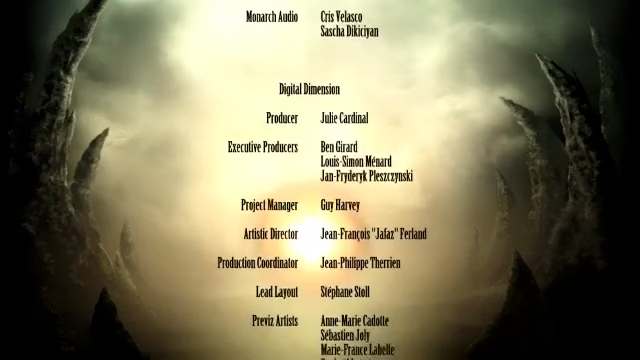 Monarch Audio Cris Velasco
Sascha Dikiciyan
Digital Dimension
Producer Julie Cardinal
Executive Producers Ben Girard
Louis-Simon Ménard
Jan-Fryderyk Pleszczynski
Project Manager Guy Harvey
Artistic Director Jean-François "Jafaz" Ferland
Production Coordinator Jean-Philippe Therrien
Lead Layout Stéphane Stoll
Previz Artists Anne-Marie Cadotte
Sébastien Joly
Marie-France Labelle